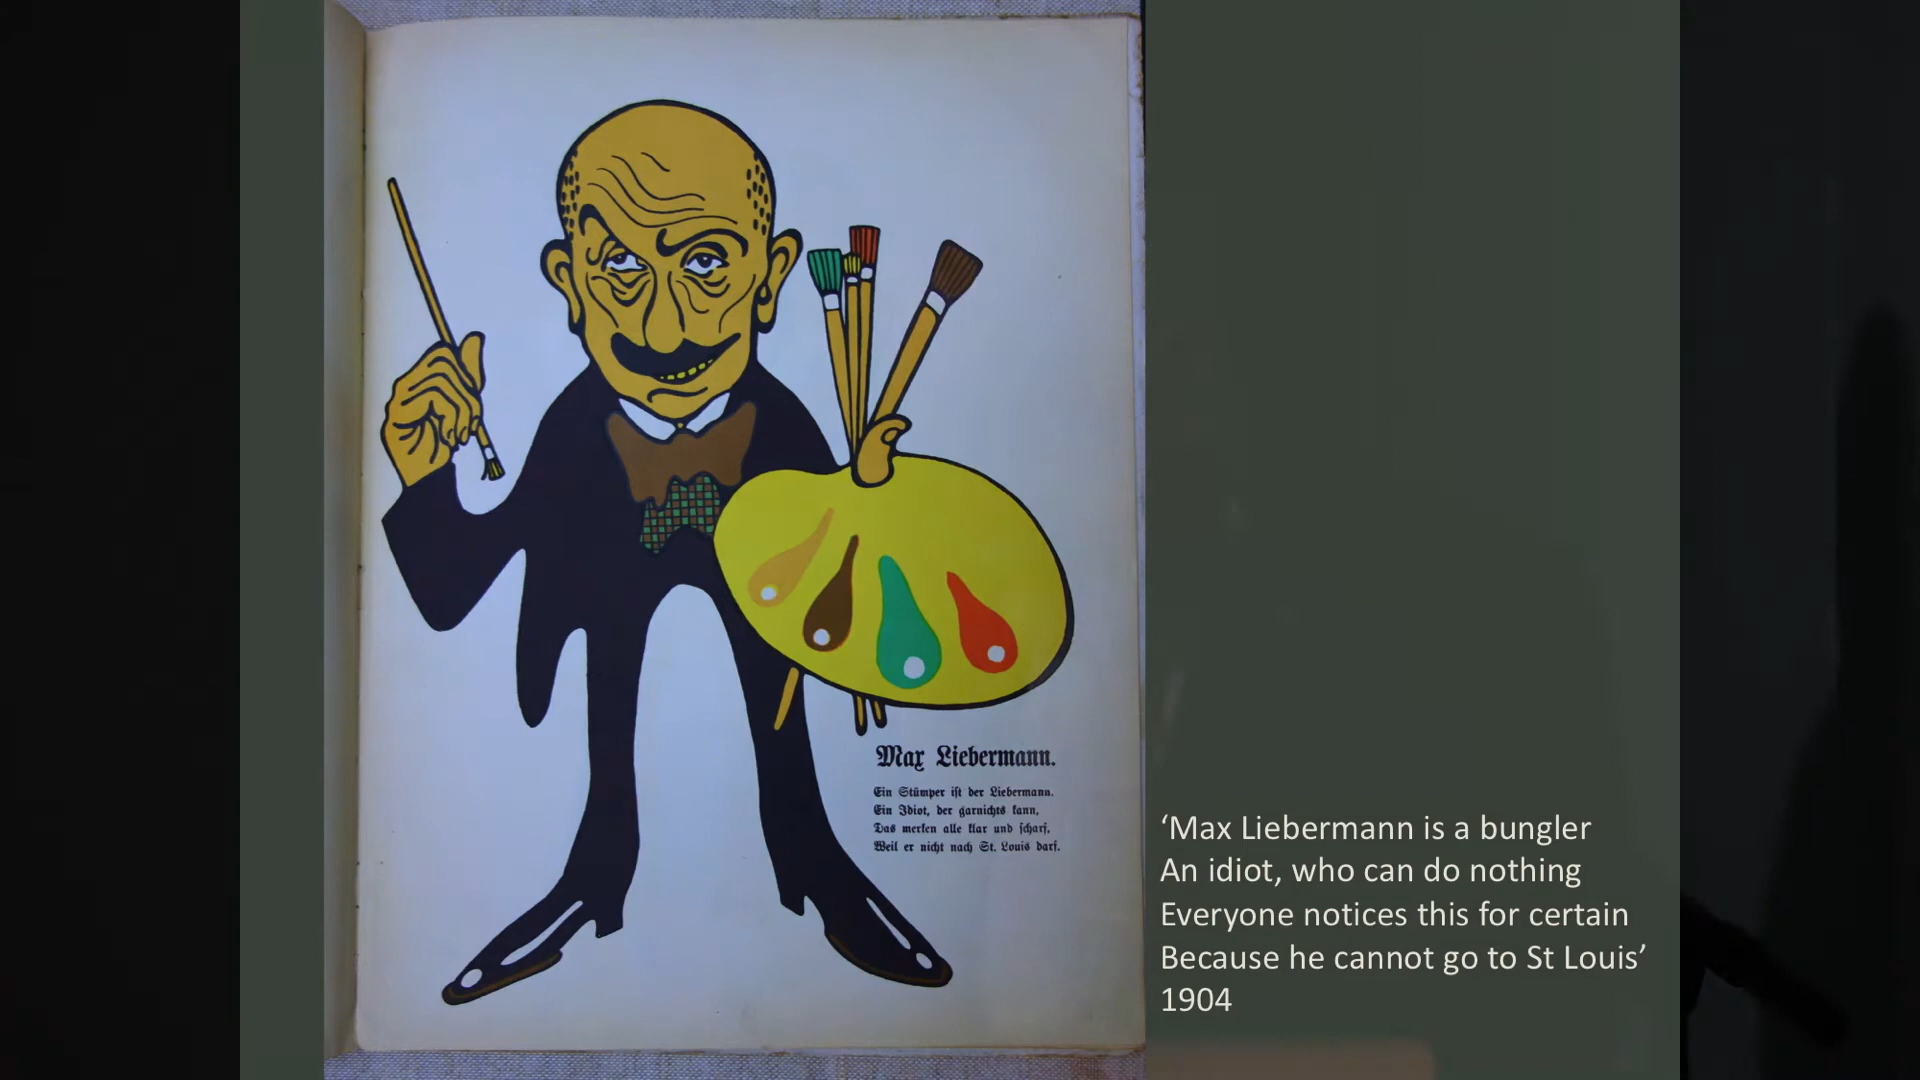 Max Liebermann.
Ein Stümper ist der Liebermann.
Ein Idiot, der garnichts kann,
Das merken alle klar und scharf,
Weil er nicht nach St. Louis darf.
‘Max Liebermann is a bungler
An idiot, who can do nothing
Everyone notices this for certain
Because he cannot go to St Louis’
1904